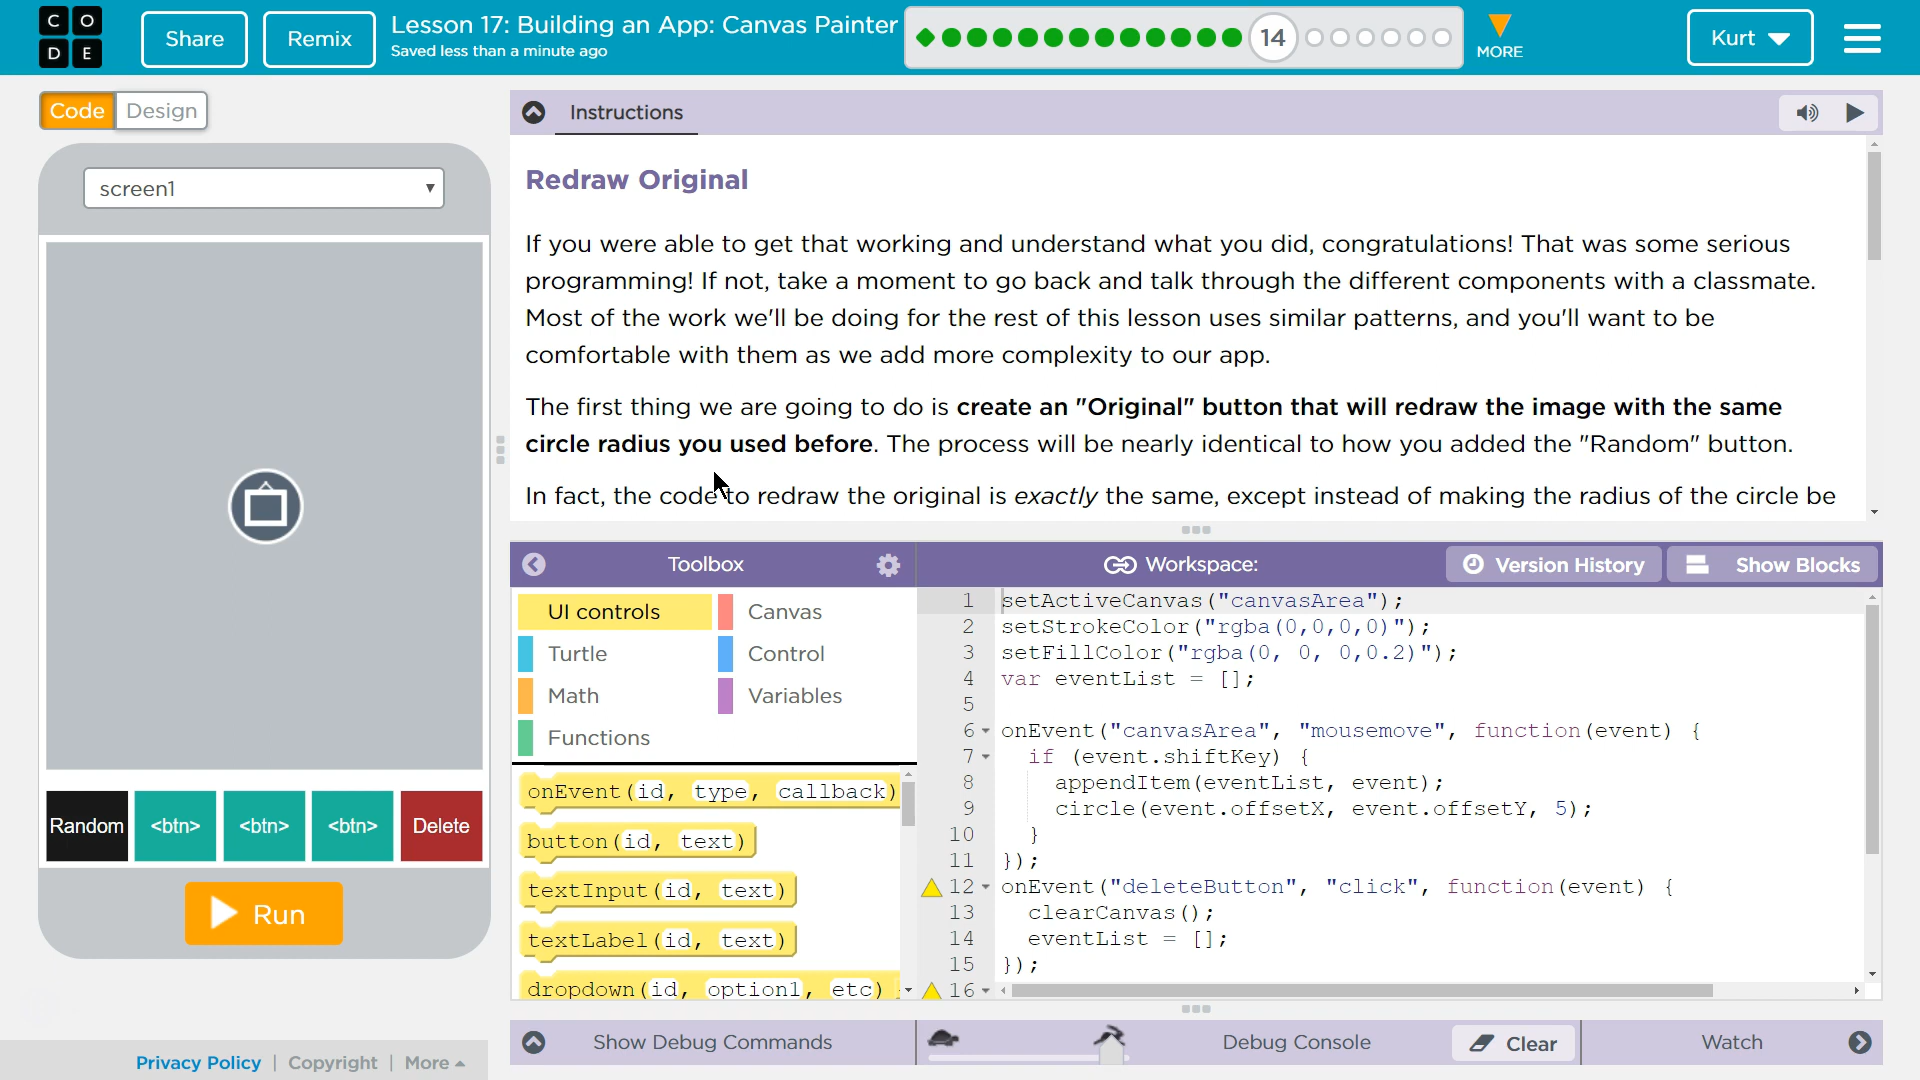 C O
D E
Share
Remix
Lesson 17: Building an App: Canvas Painter
Saved less than a minute ago
14
MORE
Kurt
Code
Design
Instructions
screen1
Redraw Original
If you were able to get that working and understand what you did, congratulations! That was some serious
programming! If not, take a moment to go back and talk through the different components with a classmate.
Most of the work we'll be doing for the rest of this lesson uses similar patterns, and you'll want to be
comfortable with them as we add more complexity to our app.
The first thing we are going to do is create an "Original" button that will redraw the image with the same
circle radius you used before. The process will be nearly identical to how you added the "Random" button.
In fact, the code to redraw the original is exactly the same, except instead of making the radius of the circle be
Random
<btn>
<btn>
<btn>
Delete
Run
Toolbox
Workspace:
Version History
Show Blocks
UI controls
Canvas
Turtle
Control
Math
Variables
Functions
onEvent(id, type, callback)
button(id, text)
textInput(id, text)
textLabel(id, text)
dropdown(id, option1, etc)
1 setActiveCanvas("canvasArea");
2 setStrokeColor("rgba(0,0,0,0)");
3 setFillColor("rgba(0, 0, 0,0.2)");
4 var eventList = [];
5
6 onEvent("canvasArea", "mousemove", function(event) {
7 if (event.shiftKey) {
8 appendItem(eventList, event);
9 circle(event.offsetX, event.offsetY, 5);
10 }
11 });
12 onEvent("deleteButton", "click", function(event) {
13 clearCanvas();
14 eventList = [];
15 });
16
Show Debug Commands
Debug Console
Clear
Watch
Privacy Policy | Copyright | More